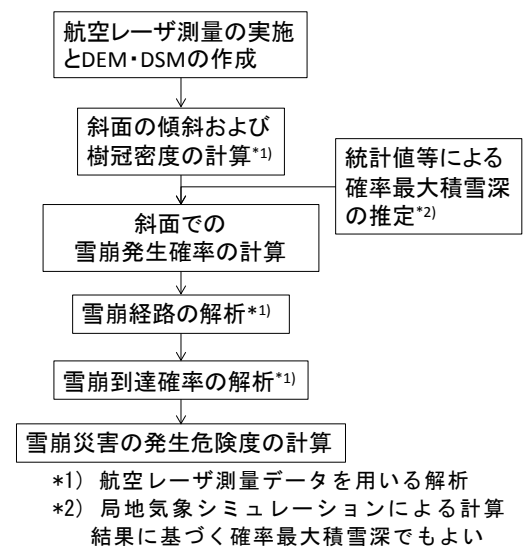 航空レーザ測量の実施
とDEM・DSMの作成
斜面の傾斜および
樹冠密度の計算*1)
統計値等による
確率最大積雪深
の推定*2)
斜面での
雪崩発生確率の計算
雪崩経路の解析*1)
雪崩到達確率の解析*1)
雪崩災害の発生危険度の計算
*1) 航空レーザ測量データを用いる解析
*2) 局地気象シミュレーションによる計算
結果に基づく確率最大積雪深でもよい